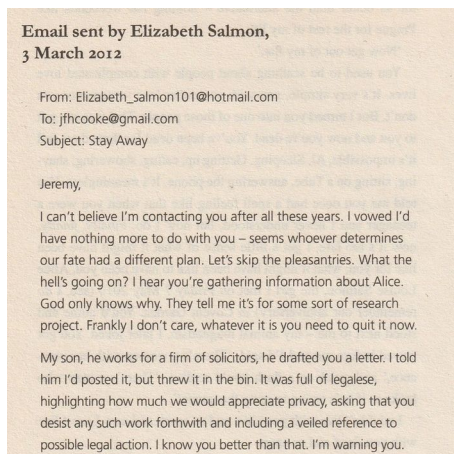 Email sent by Elizabeth Salmon,
3 March 2012
From: Elizabeth_salmon101@hotmail.com
To: jfhcooke@gmail.com
Subject: Stay Away
Jeremy,
I can’t believe I’m contacting you after all these years. I vowed I’d
have nothing more to do with you – seems whoever determines
our fate had a different plan. Let’s skip the pleasantries. What the
hell’s going on? I hear you’re gathering information about Alice.
God only knows why. They tell me it’s for some sort of research
project. Frankly I don’t care, whatever it is you need to quit it now.
My son, he works for a firm of solicitors, he drafted you a letter. I told
him I’d posted it, but threw it in the bin. It was full of legalese,
highlighting how much we would appreciate privacy, asking that you
desist any such work forthwith and including a veiled reference to
possible legal action. I know you better than that. I’m warning you.